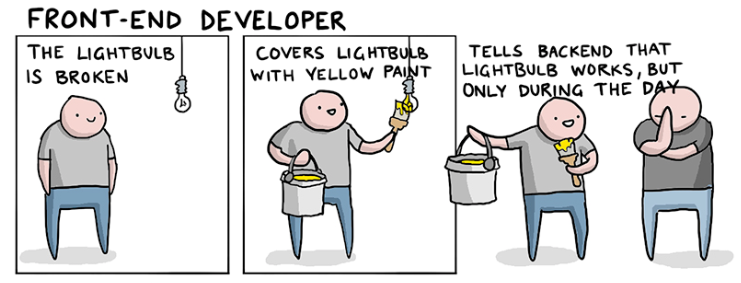 FRONT-END DEVELOPER
THE LIGHTBULB
IS BROKEN
COVERS LIGHTBULB
WITH YELLOW PAINT
TELLS BACKEND THAT
LIGHTBULB WORKS, BUT
ONLY DURING THE DAY